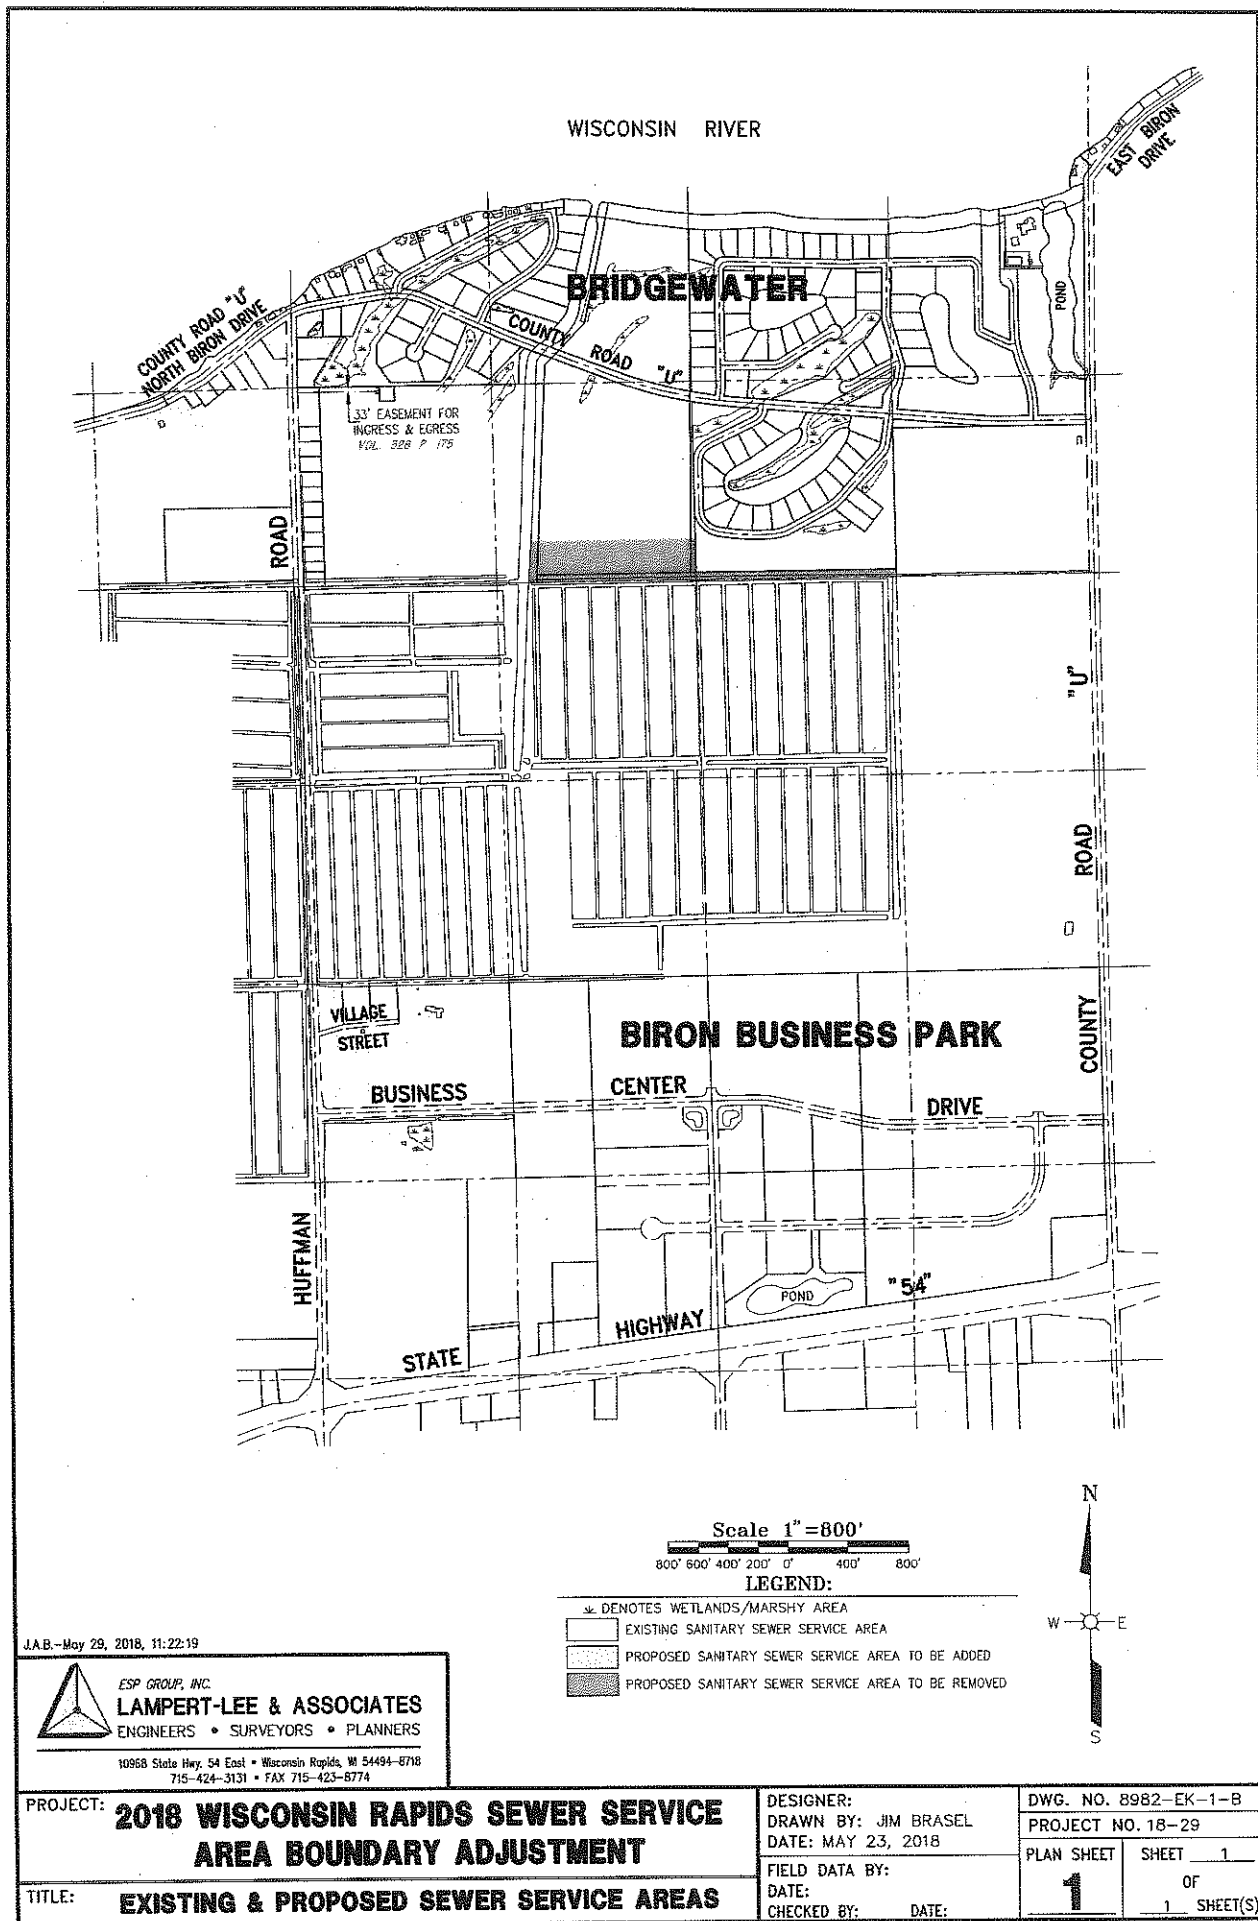 WISCONSIN RIVER
EAST BIRON
DRIVE
BRIDGEWATER
POND
COUNTY ROAD "U"
NORTH BIRON DRIVE
COUNTY ROAD "U"
33' EASEMENT FOR
INGRESS & EGRESS
VOL. 328 P 175
ROAD
"U"
ROAD
COUNTY
VILLAGE
STREET
BIRON BUSINESS PARK
BUSINESS CENTER DRIVE
HUFFMAN
POND
STATE HIGHWAY "54"
N
W E
S
Scale 1"=800'
800' 600' 400' 200' 0' 400' 800'
LEGEND:
DENOTES WETLANDS/MARSHY AREA
EXISTING SANITARY SEWER SERVICE AREA
PROPOSED SANITARY SEWER SERVICE AREA TO BE ADDED
PROPOSED SANITARY SEWER SERVICE AREA TO BE REMOVED
J.A.B.-May 29, 2018, 11:22:19
ESP GROUP, INC.
LAMPERT-LEE & ASSOCIATES
ENGINEERS • SURVEYORS • PLANNERS
10968 State Hwy. 54 East • Wisconsin Rapids, WI 54494-8718
715-424-3131 • FAX 715-423-8774
PROJECT: 2018 WISCONSIN RAPIDS SEWER SERVICE
AREA BOUNDARY ADJUSTMENT
TITLE: EXISTING & PROPOSED SEWER SERVICE AREAS
DESIGNER:
DRAWN BY: JIM BRASEL
DATE: MAY 23, 2018
FIELD DATA BY:
DATE:
CHECKED BY: DATE:
DWG. NO. 8982-EK-1-B
PROJECT NO. 18-29
PLAN SHEET
1
SHEET 1
OF
1 SHEET(S)